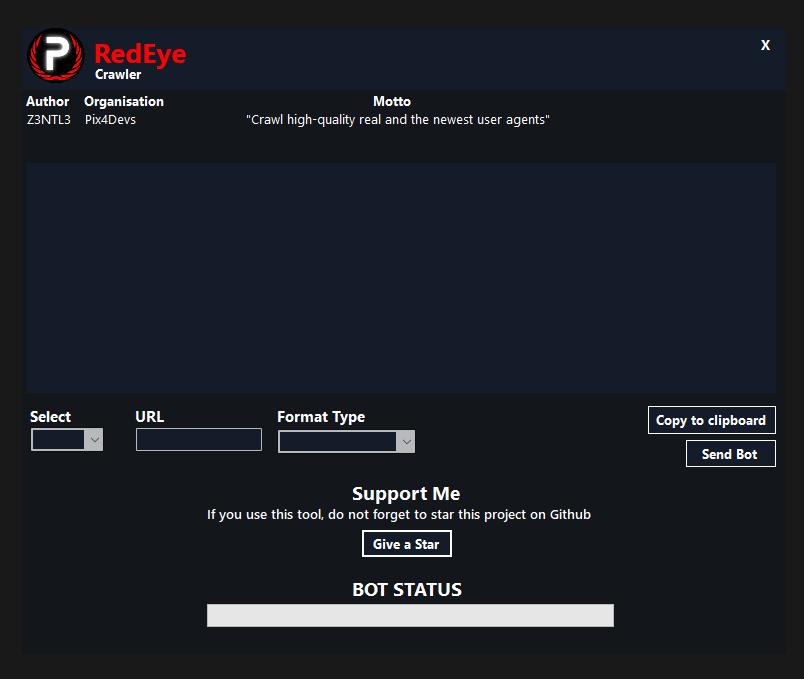 P
RedEye
Crawler
X
Author Organisation Motto
Z3NTL3 Pix4Devs "Crawl high-quality real and the newest user agents"
Select URL Format Type
Copy to clipboard
Send Bot
Support Me
If you use this tool, do not forget to star this project on Github
Give a Star
BOT STATUS